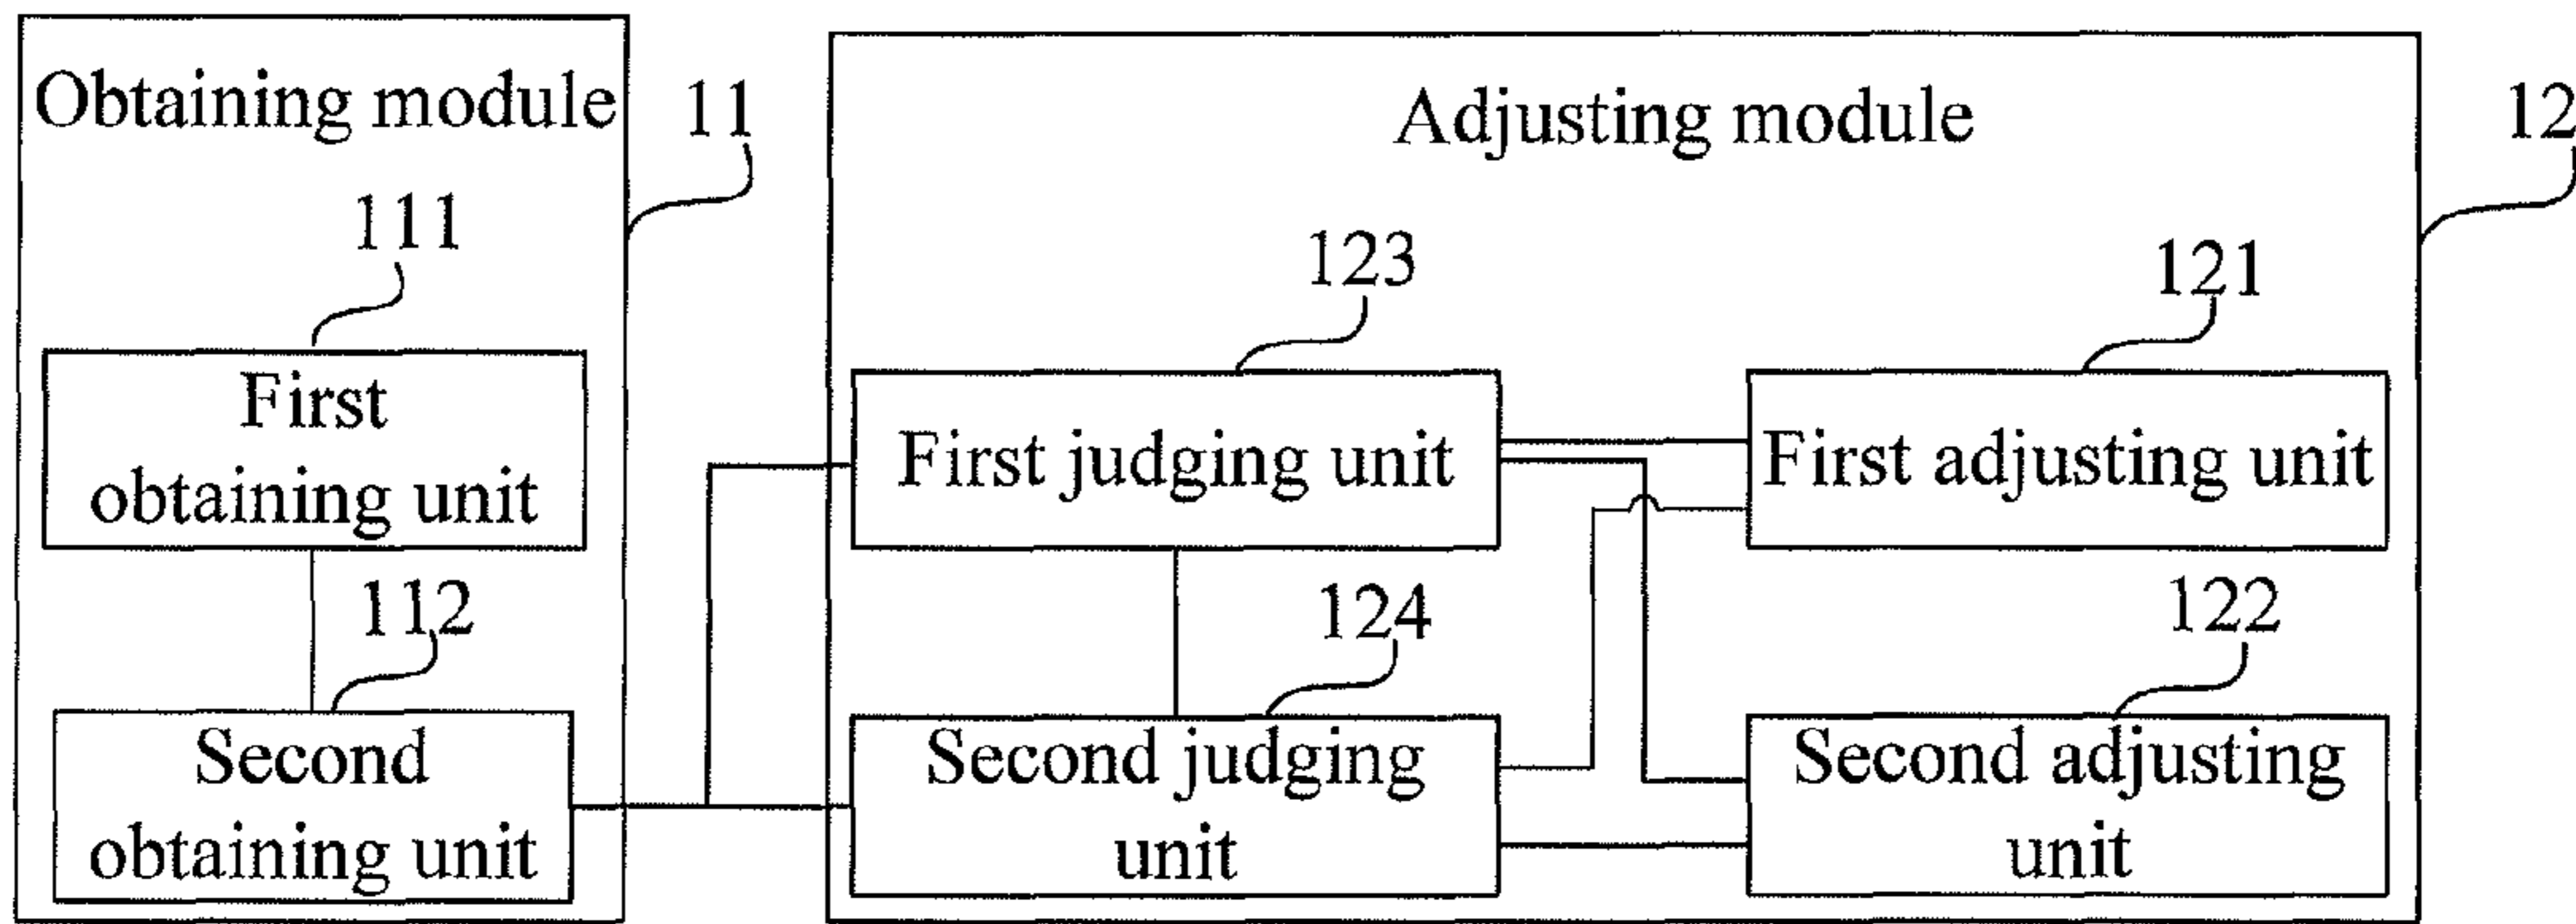 Obtaining module
11
111
First
obtaining unit
112
Second
obtaining unit
Adjusting module
12
123
First judging unit
121
First adjusting unit
124
Second judging
unit
122
Second adjusting
unit